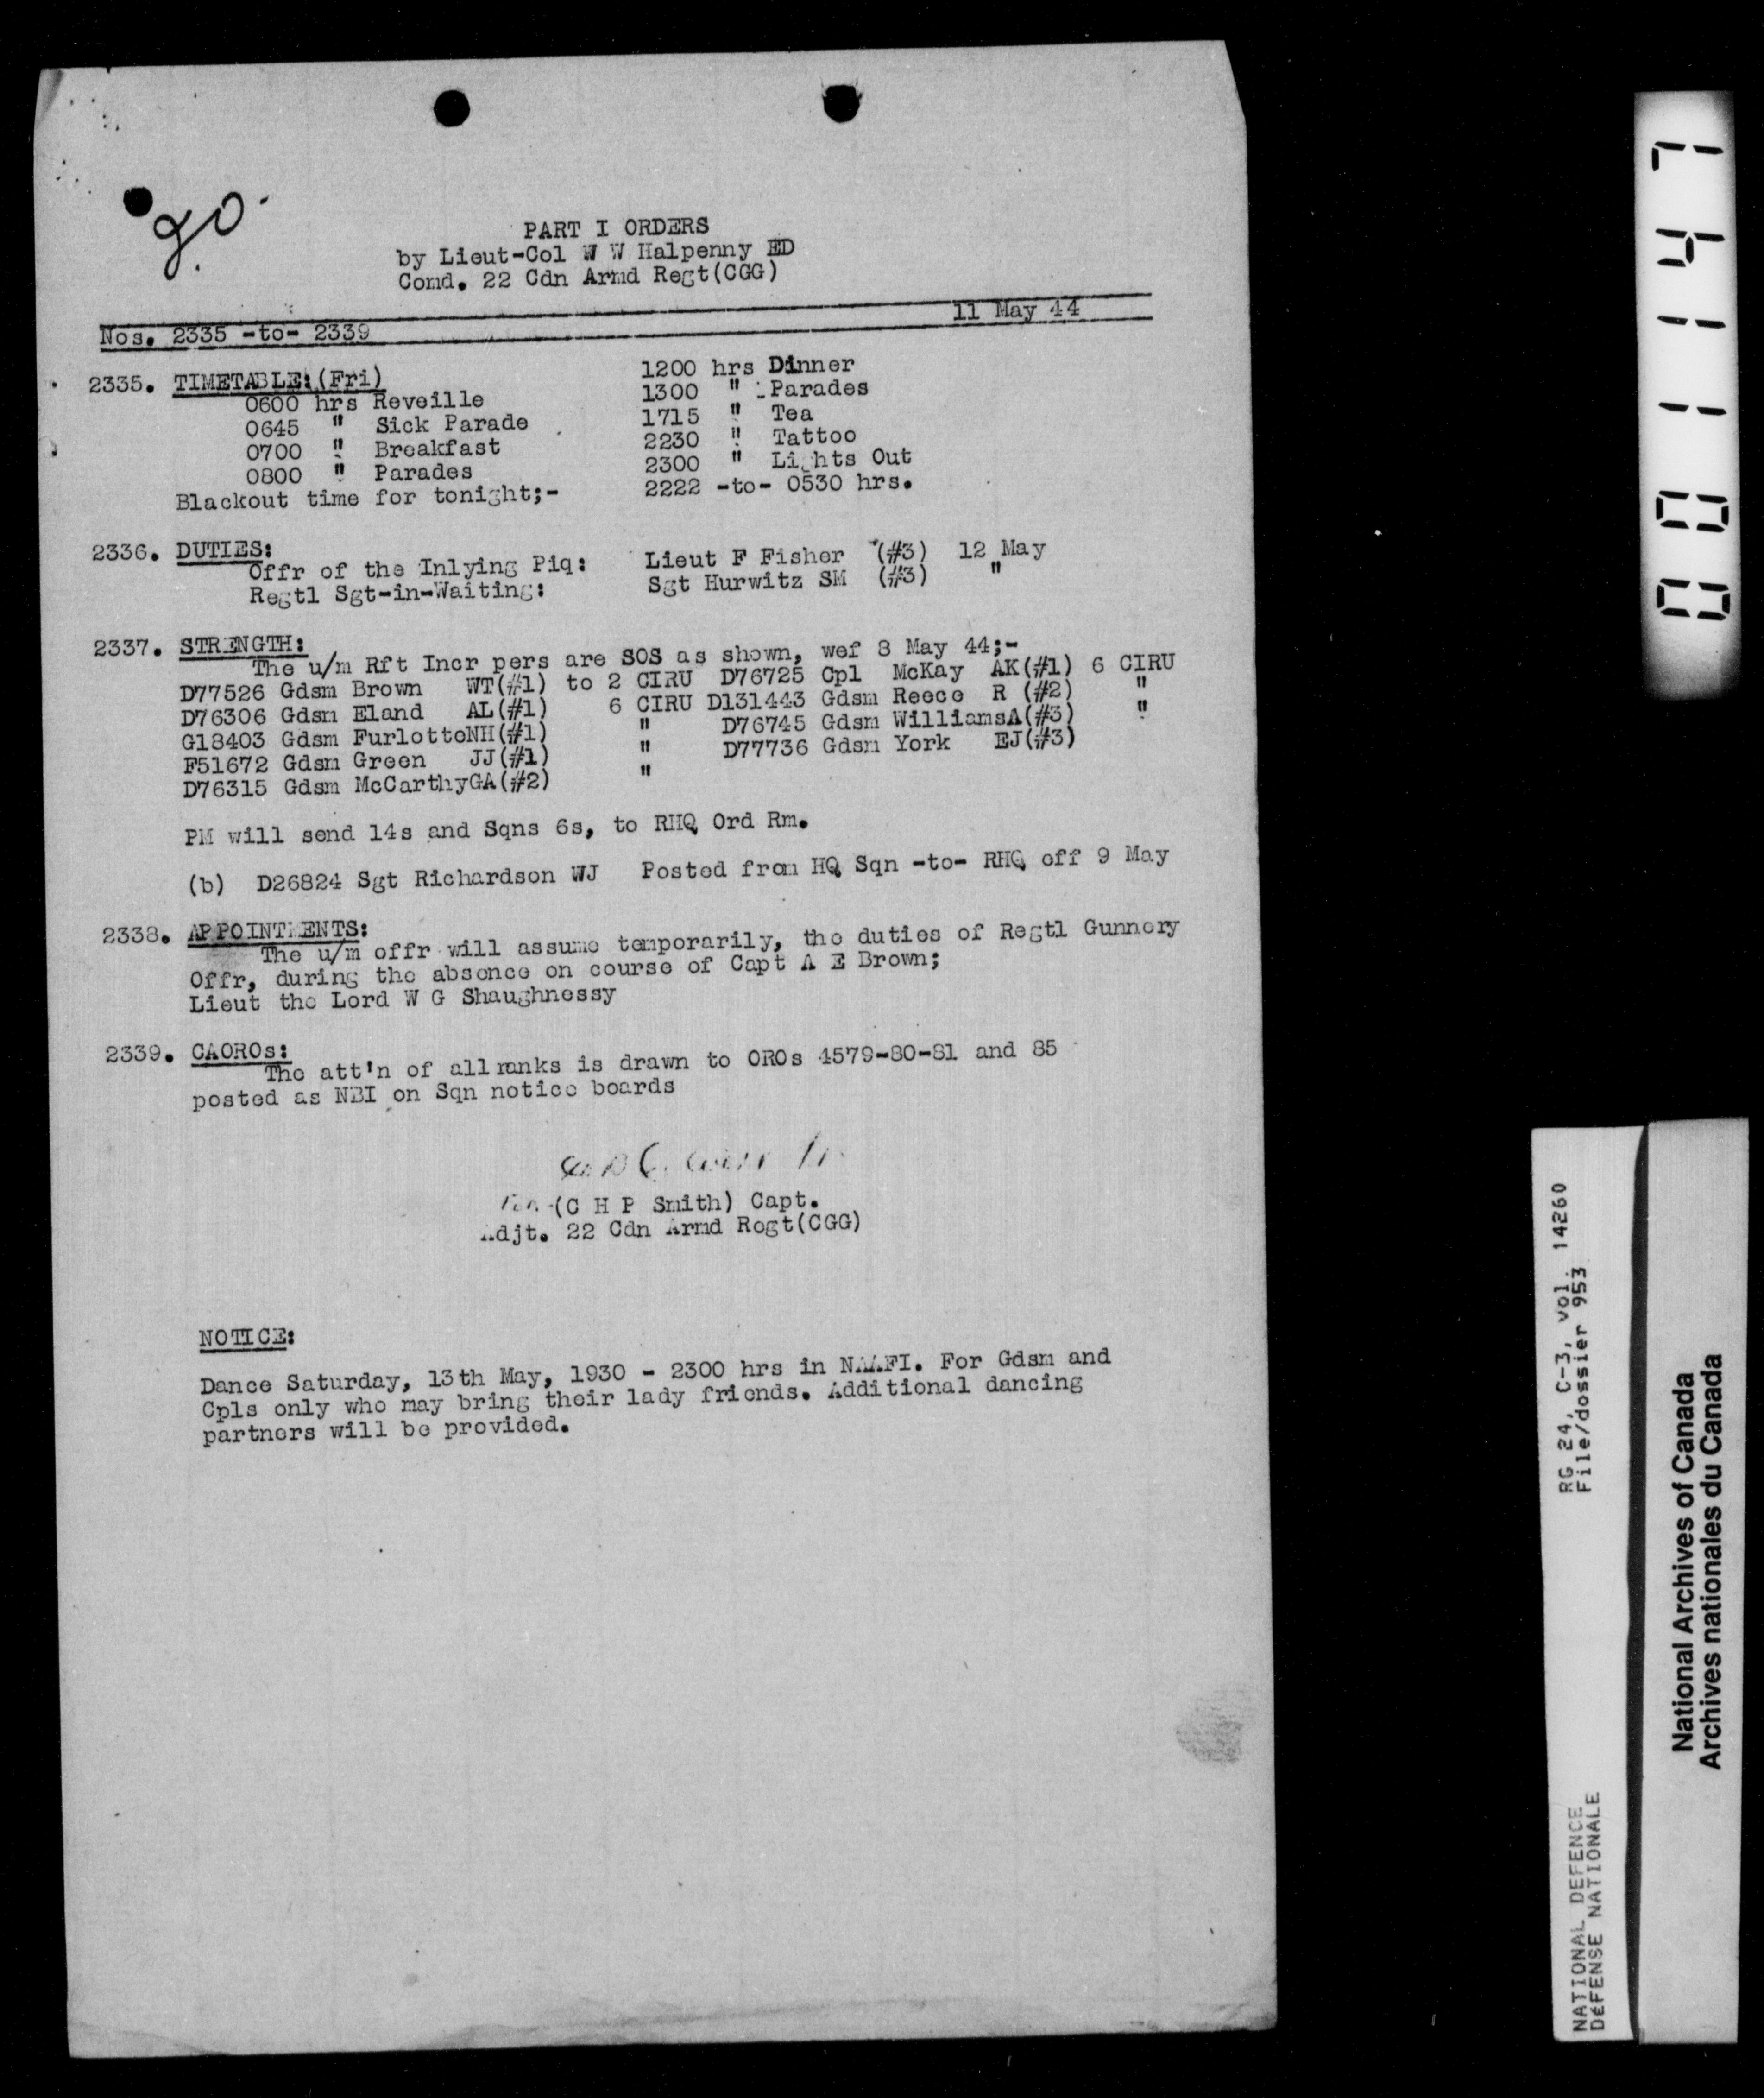 20.
PART I ORDERS
by Lieut-Col W W Halpenny ED
Comd. 22 Cdn Armd Regt(CGG)
Nos. 2335 -to- 2339 11 May 44
2335. TIMETABLE:(Fri) 1200 hrs Dinner
0600 hrs Reveille 1300 " Parades
0645 " Sick Parade 1715 " Tea
0700 " Breakfast 2230 " Tattoo
0800 " Parades 2300 " Lights Out
Blackout time for tonight;- 2222 -to- 0530 hrs.
2336. DUTIES:
Offr of the Inlying Piq: Lieut F Fisher (#3) 12 May
Regtl Sgt-in-Waiting: Sgt Hurwitz SM (#3) "
2337. STRENGTH:
The u/m Rft Incr pers are SOS as shown, wef 8 May 44;-
D77526 Gdsm Brown WT(#1) to 2 CIRU D76725 Cpl McKay AK(#1) 6 CIRU
D76306 Gdsm Eland AL(#1) 6 CIRU D131443 Gdsm Reece R (#2) "
G18403 Gdsm FurlotteNH(#1) " D76745 Gdsm WilliamsA(#3) "
F51672 Gdsm Green JJ(#1) " D77736 Gdsm York EJ(#3)
D76315 Gdsm McCarthyGA(#2) "
PM will send 14s and Sqns 6s, to RHQ Ord Rm.
(b) D26824 Sgt Richardson WJ Posted from HQ Sqn -to- RHQ eff 9 May
2338. APPOINTMENTS:
The u/m offr will assume temporarily, the duties of Regtl Gunnery
Offr, during the absence on course of Capt A E Brown;
Lieut the Lord W G Shaughnessy
2339. CAOROs:
The att'n of all ranks is drawn to OROs 4579-80-81 and 85
posted as NBI on Sqn notice boards
(C H P Smith) Capt.
Adjt. 22 Cdn Armd Regt(CGG)
NOTICE:
Dance Saturday, 13th May, 1930 - 2300 hrs in NAAFI. For Gdsm and
Cpls only who may bring their lady friends. Additional dancing
partners will be provided.
001147
RG 24, C-3, vol. 14260
File/dossier 953
NATIONAL DEFENCE
DÉFENSE NATIONALE
National Archives of Canada
Archives nationales du Canada